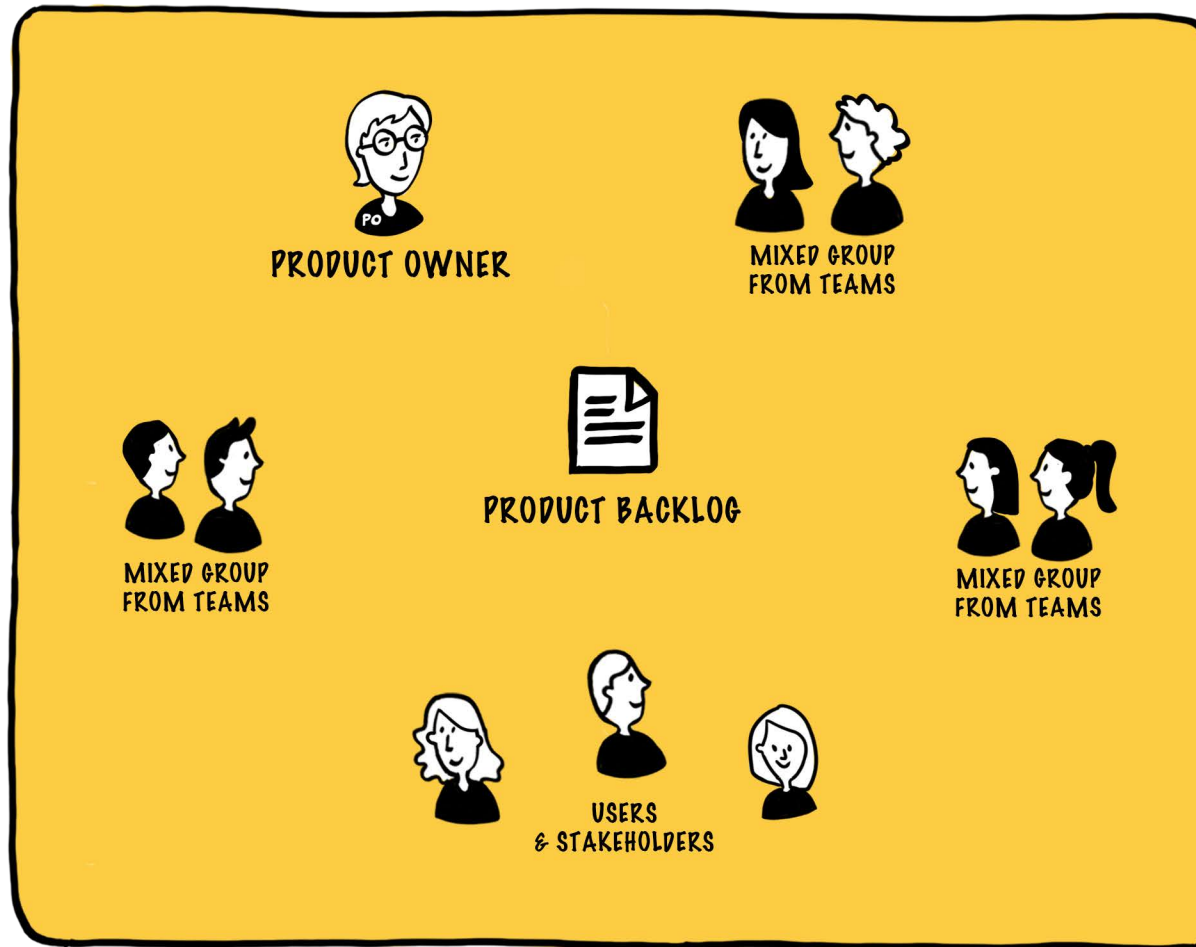 PO
PRODUCT OWNER
MIXED GROUP
FROM TEAMS
PRODUCT BACKLOG
MIXED GROUP
FROM TEAMS
MIXED GROUP
FROM TEAMS
USERS
& STAKEHOLDERS